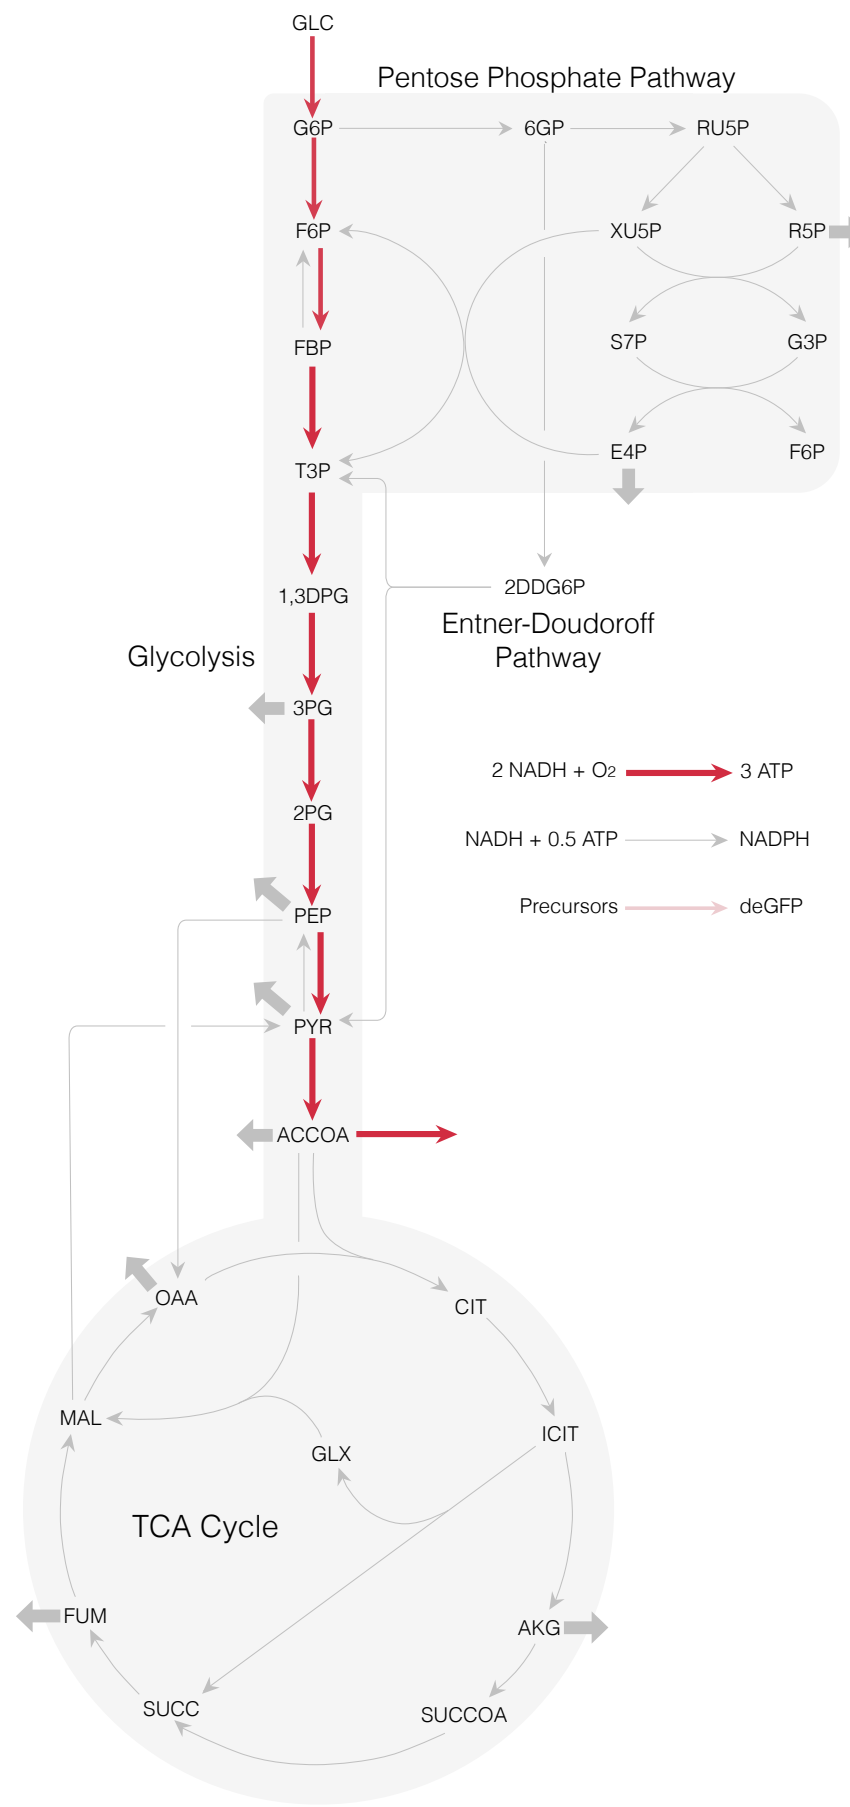 GLC
Pentose Phosphate Pathway
G6P
6GP
RU5P
F6P
XU5P
R5P
FBP
S7P
G3P
E4P
F6P
T3P
2DDG6P
1,3DPG
Entner-Doudoroff
Pathway
Glycolysis
3PG
2 NADH + O2
3 ATP
2PG
NADH + 0.5 ATP
NADPH
Precursors
deGFP
PEP
PYR
ACCOA
OAA
CIT
MAL
ICIT
GLX
TCA Cycle
FUM
AKG
SUCC
SUCCOA